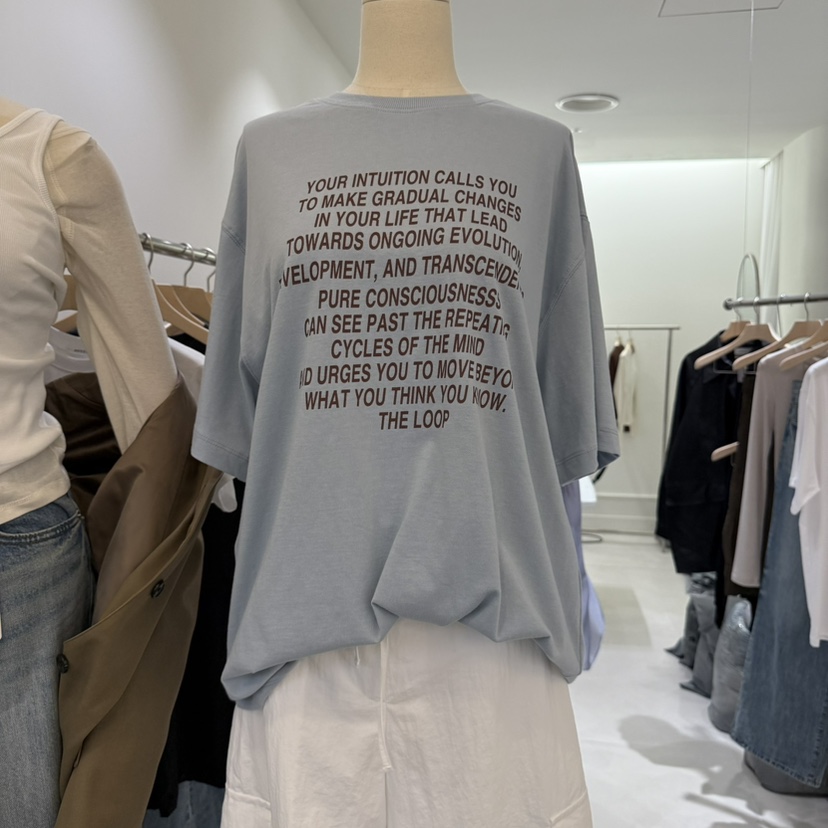 YOUR INTUITION CALLS YOU
TO MAKE GRADUAL CHANGES
IN YOUR LIFE THAT LEAD
TOWARDS ONGOING EVOLUTION,
VELOPMENT, AND TRANSCENDEN
PURE CONSCIOUSNESSS
CAN SEE PAST THE REPEATIG
CYCLES OF THE MIND
ND URGES YOU TO MOVE BEYO
WHAT YOU THINK YOU KNOW.
THE LOOP